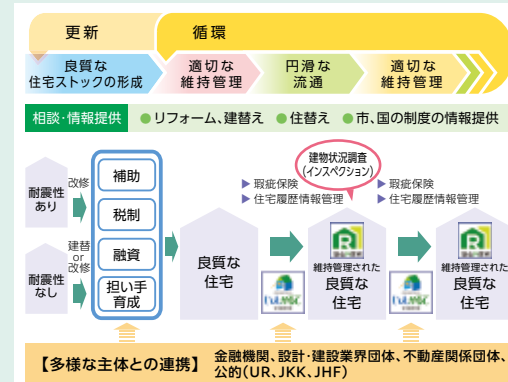 更新
循環
良質な
住宅ストックの形成
適切な
維持管理
円滑な
流通
適切な
維持管理
相談・情報提供
●リフォーム、建替え ●住替え ●市、国の制度の情報提供
耐震性
あり
改修
耐震性
なし
建替
or
改修
補助
税制
融資
担い手
育成
良質な
住宅
建物状況調査
(インスペクション)
▶瑕疵保険
▶住宅履歴情報管理
▶瑕疵保険
▶住宅履歴情報管理
R
維持管理された
良質な
住宅
R
維持管理された
良質な
住宅
【多様な主体との連携】
金融機関、設計・建設業界団体、不動産関係団体、
公的(UR、JKK、JHF)